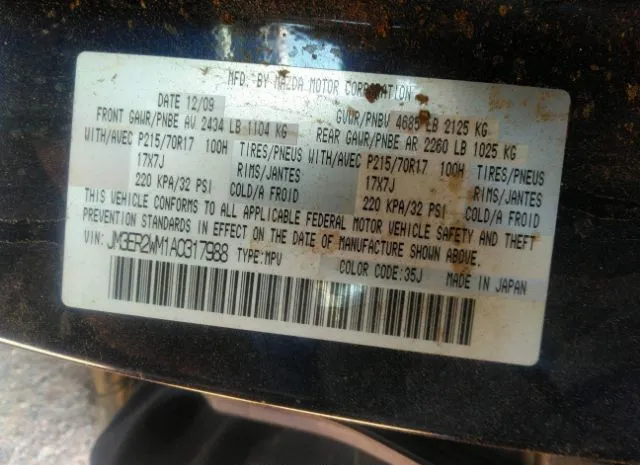 MFD. BY MAZDA MOTOR CORPORATION
DATE 12/09 GVWR/PNBV 4685 LB 2125 KG
FRONT GAWR/PNBE AV 2434 LB 1104 KG REAR GAWR/PNBE AR 2260 LB 1025 KG
WITH/AVEC P215/70R17 100H TIRES/PNEUS WITH/AVEC P215/70R17 100H TIRES/PNEUS
17X7J RIMS/JANTES 17X7J RIMS/JANTES
220 KPA/32 PSI COLD/A FROID 220 KPA/32 PSI COLD/A FROID
THIS VEHICLE CONFORMS TO ALL APPLICABLE FEDERAL MOTOR VEHICLE SAFETY AND THEFT
PREVENTION STANDARDS IN EFFECT ON THE DATE OF MANUFACTURE SHOWN ABOVE.
VIN: JM3ER2WM1A0317988 TYPE:MPV COLOR CODE:35J MADE IN JAPAN